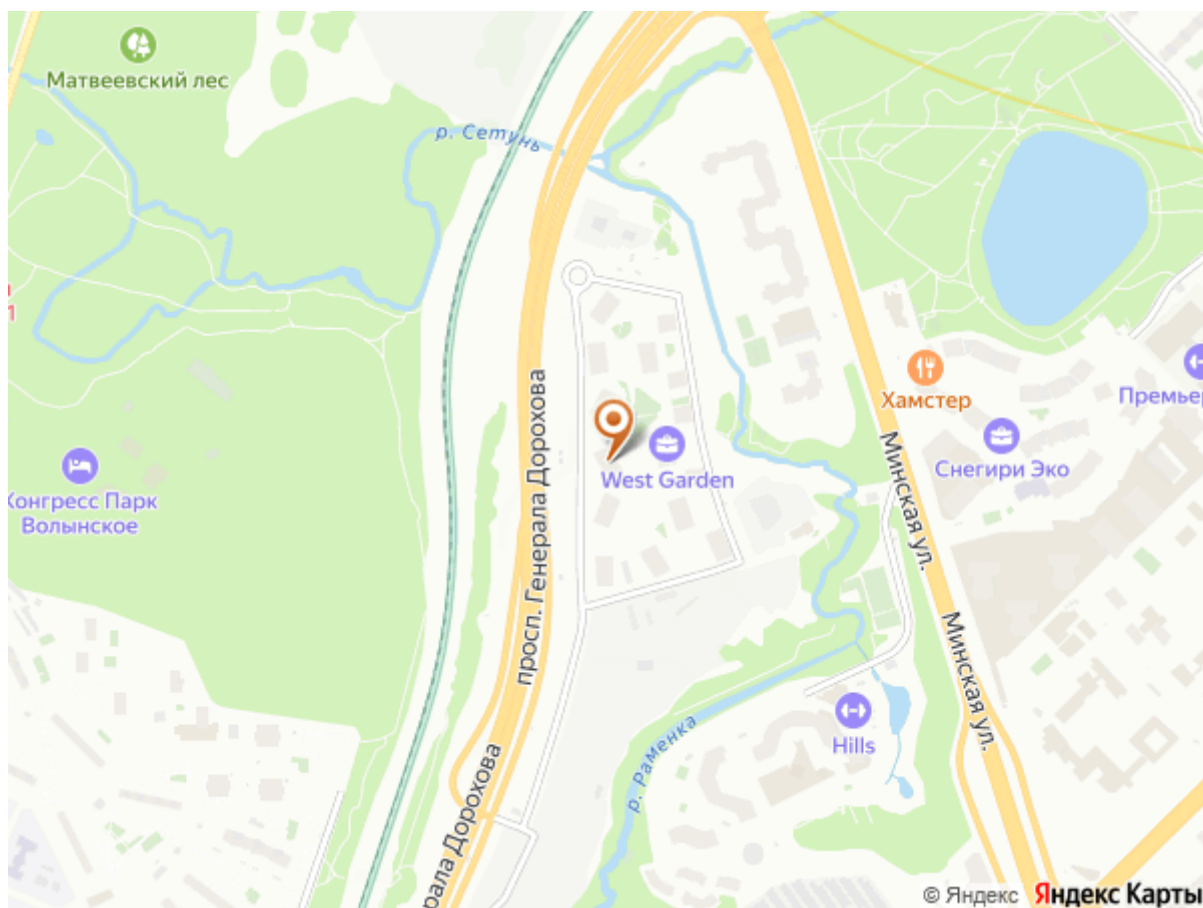 Матвеевский лес
р. Сетунь
1
Хамстер
Премьер
Снегири Эко
West Garden
Конгресс Парк
Волынское
просп. Генерала Дорохова
Минская ул.
Минская ул.
Hills
р. Раменка
рала Дорохова
© Яндекс Яндекс Карты